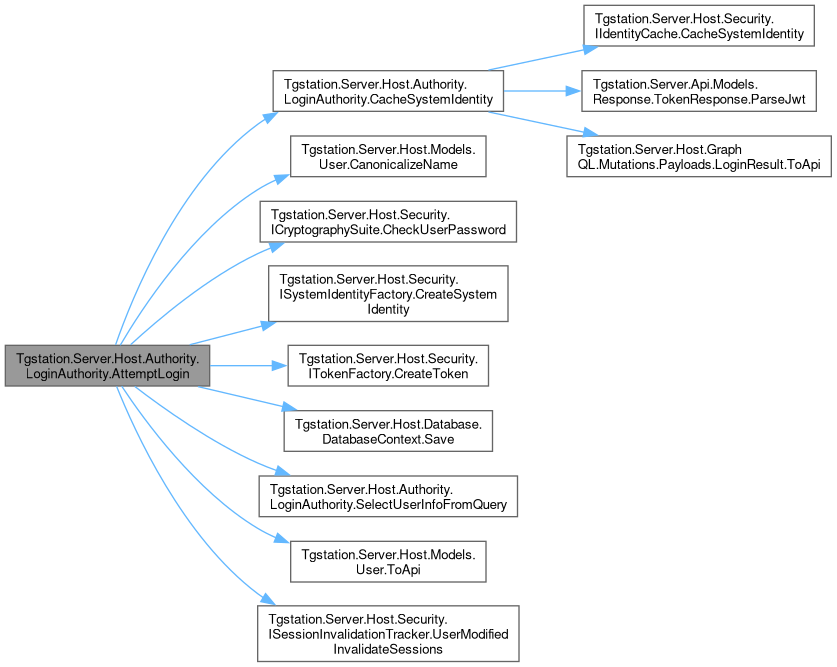 Tgstation.Server.Host.Authority.
LoginAuthority.AttemptLogin
Tgstation.Server.Host.Authority.
LoginAuthority.CacheSystemIdentity
Tgstation.Server.Host.Security.
IIdentityCache.CacheSystemIdentity
Tgstation.Server.Api.Models.
Response.TokenResponse.ParseJwt
Tgstation.Server.Host.Graph
QL.Mutations.Payloads.LoginResult.ToApi
Tgstation.Server.Host.Models.
User.CanonicalizeName
Tgstation.Server.Host.Security.
ICryptographySuite.CheckUserPassword
Tgstation.Server.Host.Security.
ISystemIdentityFactory.CreateSystem
Identity
Tgstation.Server.Host.Security.
ITokenFactory.CreateToken
Tgstation.Server.Host.Database.
DatabaseContext.Save
Tgstation.Server.Host.Authority.
LoginAuthority.SelectUserInfoFromQuery
Tgstation.Server.Host.Models.
User.ToApi
Tgstation.Server.Host.Security.
ISessionInvalidationTracker.UserModified
InvalidateSessions